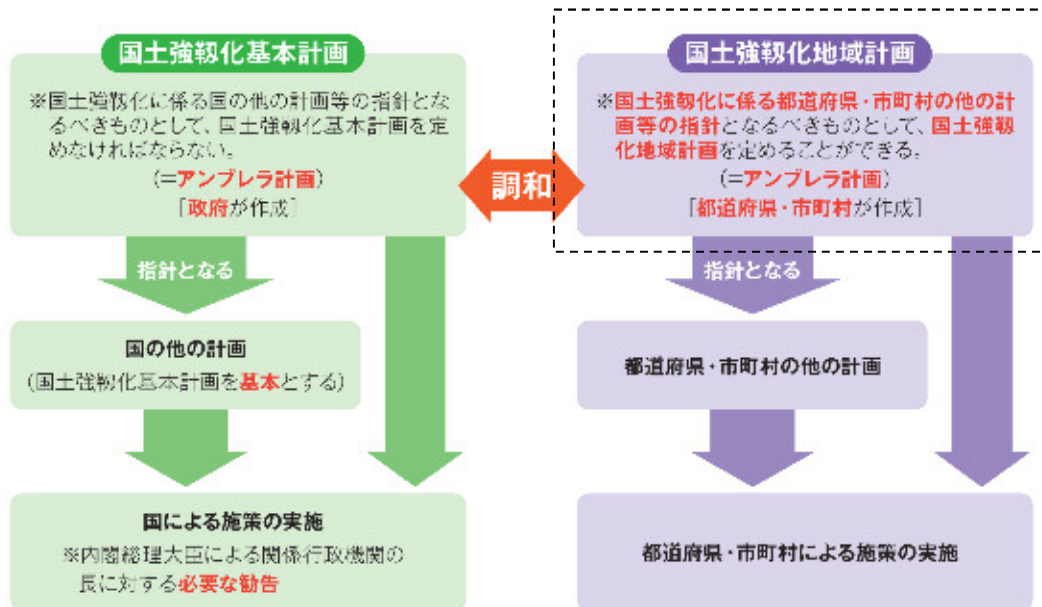 国土強靱化基本計画
※国土強靱化に係る国の他の計画等の指針とな
るべきものとして、国土強靱化基本計画を定
めなければならない。
(=アンブレラ計画)
[政府が作成]
調和
国土強靱化地域計画
※国土強靱化に係る都道府県・市町村の他の計
画等の指針となるべきものとして、国土強靱
化地域計画を定めることができる。
(=アンブレラ計画)
[都道府県・市町村が作成]
指針となる
国の他の計画
(国土強靱化基本計画を基本とする)
国による施策の実施
※内閣総理大臣による関係行政機関の
長に対する必要な勧告
指針となる
都道府県・市町村の他の計画
都道府県・市町村による施策の実施